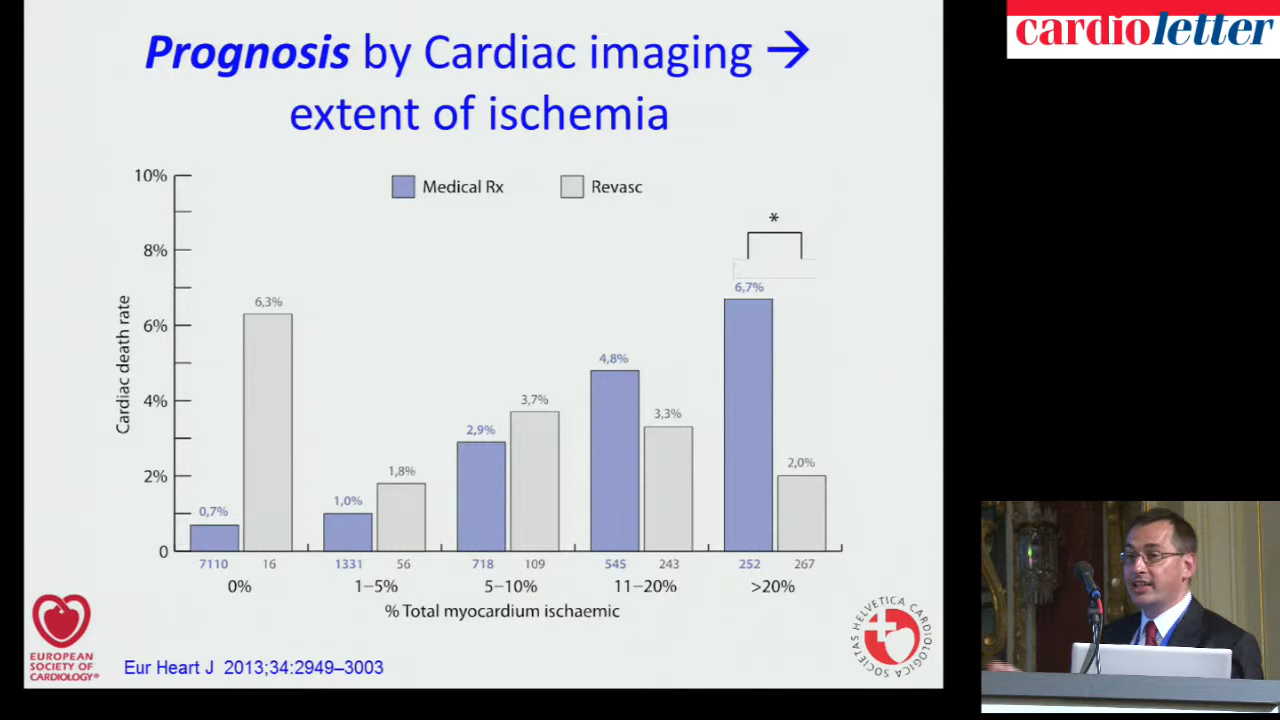 cardioletter
Prognosis by Cardiac imaging →
extent of ischemia
Medical Rx
Revasc
Cardiac death rate
10%
8%
6%
4%
2%
0
*
0,7%
6,3%
1,0%
1,8%
2,9%
3,7%
4,8%
3,3%
6,7%
2,0%
7110 16 1331 56 718 109 545 243 252 267
0% 1–5% 5–10% 11–20% >20%
% Total myocardium ischaemic
EUROPEAN
SOCIETY OF
CARDIOLOGY®
Eur Heart J 2013;34:2949–3003
SOCIETAS HELVETICA CARDIOLOGICA